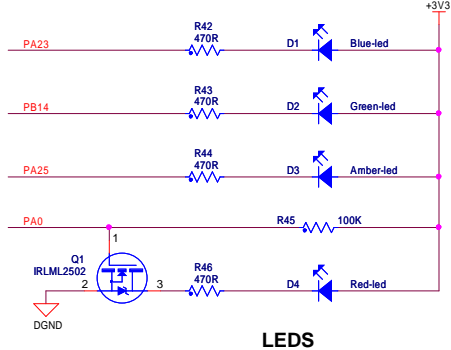 +3V3
R42
470R
PA23
D1
Blue-led
R43
470R
PB14
D2
Green-led
R44
470R
PA25
D3
Amber-led
PA0
R45
100K
1
Q1
IRLML2502
2
3
R46
470R
D4
Red-led
DGND
LEDS